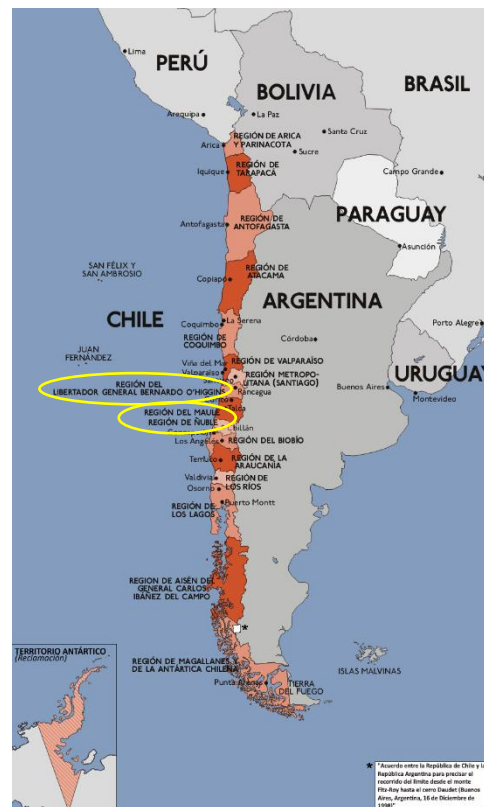 Lima
PERÚ
BRASIL
BOLIVIA
Arequipa
La Paz
Arica
REGIÓN DE ARICA
Y PARINACOTA
Santa Cruz
Sucre
Iquique
REGIÓN DE
TARAPACÁ
Campo Grande
PARAGUAY
Antofagasta
REGIÓN DE
ANTOFAGASTA
Asunción
SAN FÉLIX Y
SAN AMBROSIO
Copiapó
REGIÓN DE
ATACAMA
ARGENTINA
CHILE
La Serena
Coquimbo
REGIÓN DE
COQUIMBO
Córdoba
Porto Alegre
JUAN
FERNÁNDEZ
Viña del Mar
Valparaíso
REGIÓN DE VALPARAÍSO
REGIÓN METROPO-
LITANA (SANTIAGO)
URUGUAY
REGIÓN DEL
LIBERTADOR GENERAL BERNARDO O'HIGGINS
Rancagua
Buenos Aires
Montevideo
Talca
REGIÓN DEL MAULE
REGIÓN DE ÑUBLE
Chillán
Los Ángeles
REGIÓN DEL BIOBÍO
Temuco
REGIÓN DE LA
ARAUCANÍA
Valdivia
REGIÓN DE
LOS RÍOS
Osorno
Puerto Montt
REGIÓN DE
LOS LAGOS
REGION DE AISÉN DEL
GENERAL CARLOS
IBÁÑEZ DEL CAMPO
*
TERRITORIO ANTÁRTICO
(Reclamación)
REGIÓN DE MAGALLANES Y
DE LA ANTÁRTICA CHILENA
Punta Arenas
TIERRA
DEL FUEGO
ISLAS MALVINAS
* "Acuerdo entre la República de Chile y la
República Argentina para precisar el
recorrido del límite desde el monte
Fitz-Roy hasta el cerro Daudet (Buenos
Aires, Argentina, 16 de Diciembre de
1998)"